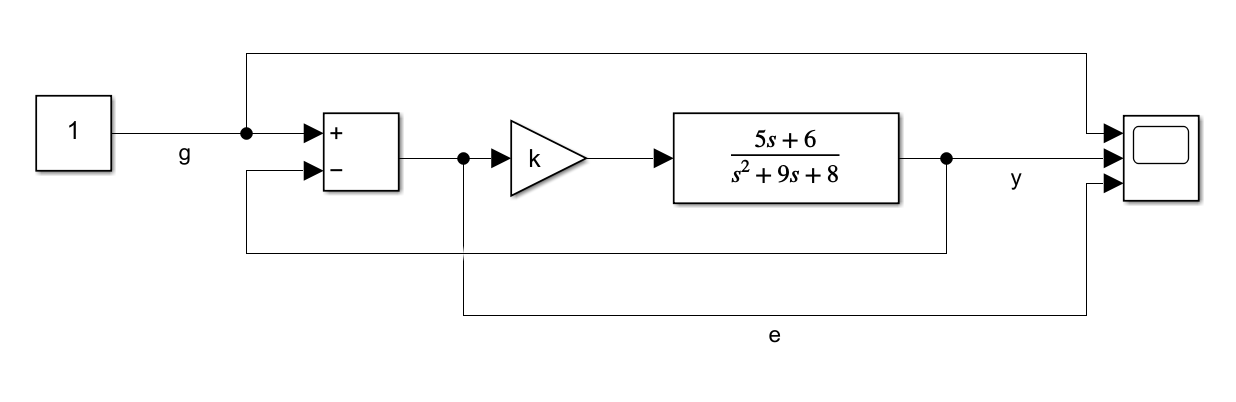 1
g
+
−
k
5s + 6
s² + 9s + 8
y
e